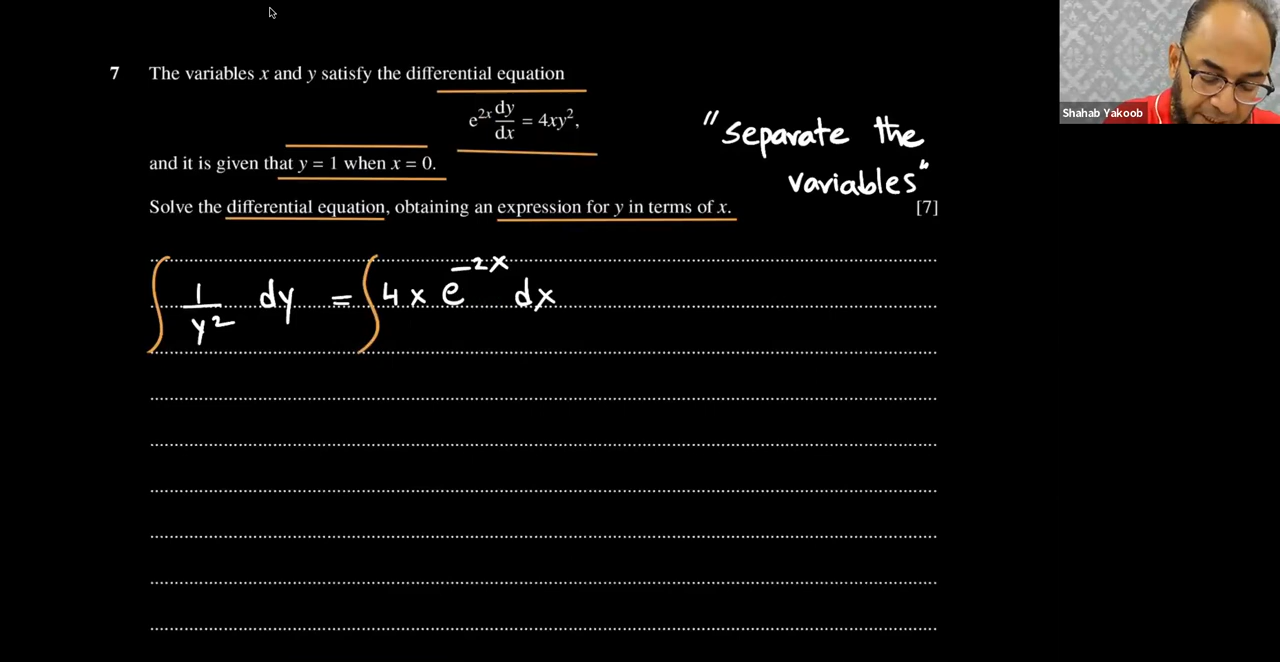 7 The variables x and y satisfy the differential equation
e^{2x} dy/dx = 4xy²,
"separate the
variables"
and it is given that y = 1 when x = 0.
Solve the differential equation, obtaining an expression for y in terms of x. [7]
∫ 1/y² dy = ∫ 4x e^{-2x} dx
Shahab Yakoob